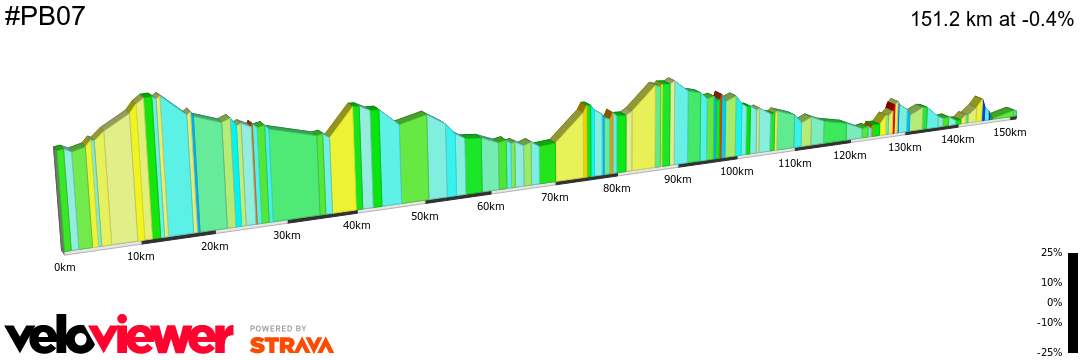 #PB07
151.2 km at -0.4%
0km
10km
20km
30km
40km
50km
60km
70km
80km
90km
100km
110km
120km
130km
140km
150km
25%
10%
0%
-10%
-25%
veloviewer
POWERED BY
STRAVA